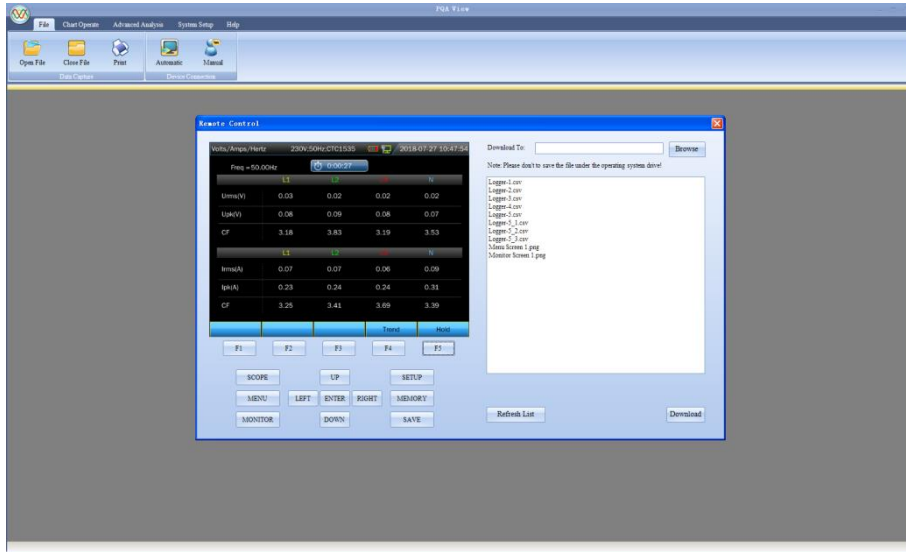 PQA View
File Chart Operate Advanced Analysis System Setup Help
Open File Close File Print Automatic Manual
Data Capture Device Connection
Remote Control
Volts/Amps/Hertz 230V;50Hz;CTC1535 2018-07-27 10:47:54
Freq = 50.00Hz 0:00:27
L1 L2 L3 N
Urms(V) 0.03 0.02 0.02 0.02
Upk(V) 0.08 0.09 0.08 0.07
CF 3.18 3.83 3.19 3.53
L1 L2 L3 N
Irms(A) 0.07 0.07 0.06 0.09
Ipk(A) 0.23 0.24 0.24 0.31
CF 3.25 3.41 3.69 3.39
Trend Hold
F1 F2 F3 F4 F5
SCOPE UP SETUP
MENU LEFT ENTER RIGHT MEMORY
MONITOR DOWN SAVE
Download To: Browse
Note: Please don't to save the file under the operating system drive!
Logger-1.csv
Logger-2.csv
Logger-3.csv
Logger-4.csv
Logger-5.csv
Logger-5_1.csv
Logger-5_2.csv
Logger-5_3.csv
Menu Screen 1.png
Monitor Screen 1.png
Refresh List Download